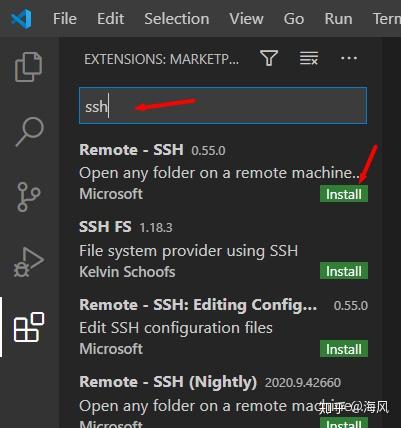 File Edit Selection View Go Run Term
EXTENSIONS: MARKETP...
ssh
Remote - SSH 0.55.0
Open any folder on a remote machine...
Microsoft Install
SSH FS 1.18.3
File system provider using SSH
Kelvin Schoofs Install
Remote - SSH: Editing Config... 0.55.0
Edit SSH configuration files
Microsoft Install
Remote - SSH (Nightly) 2020.9.42660
Open any folder on a remote machine...
Microsoft Install
知乎 @海风